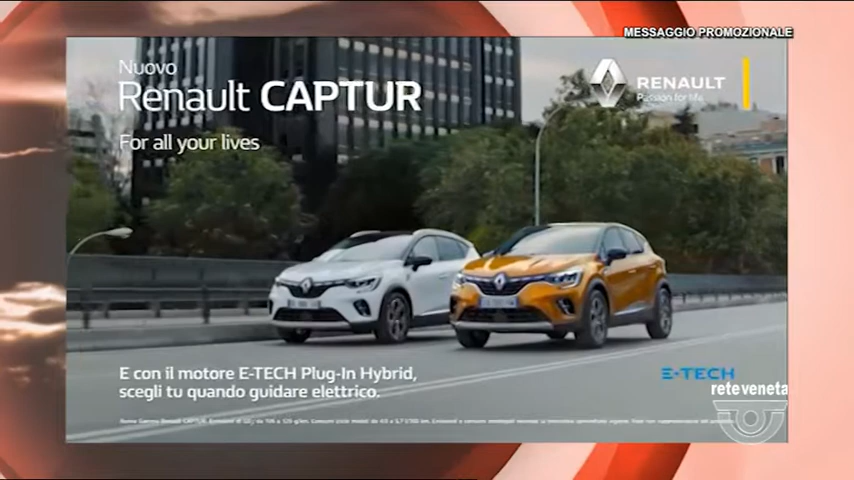 MESSAGGIO PROMOZIONALE
Nuovo
Renault CAPTUR
RENAULT
Passion for life
For all your lives
E con il motore E-TECH Plug-In Hybrid,
scegli tu quando guidare elettrico.
E-TECH
reteveneta